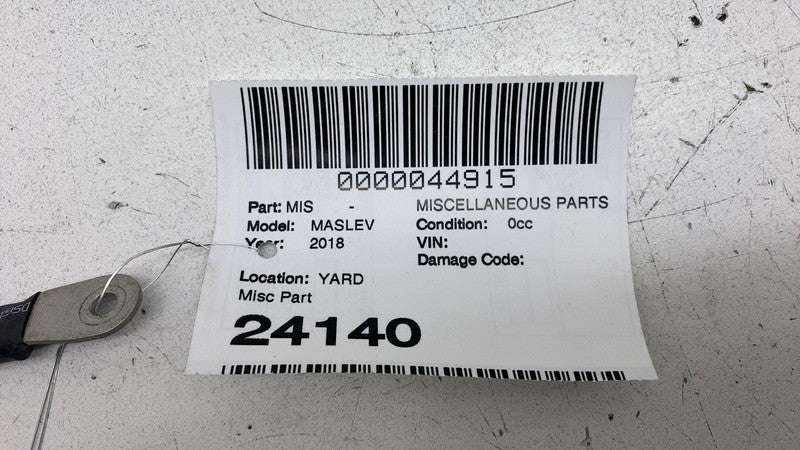 0000044915
Part: MIS - MISCELLANEOUS PARTS
Model: MASLEV Condition: 0cc
Year: 2018 VIN:
Damage Code:
Location: YARD
Misc Part
24140